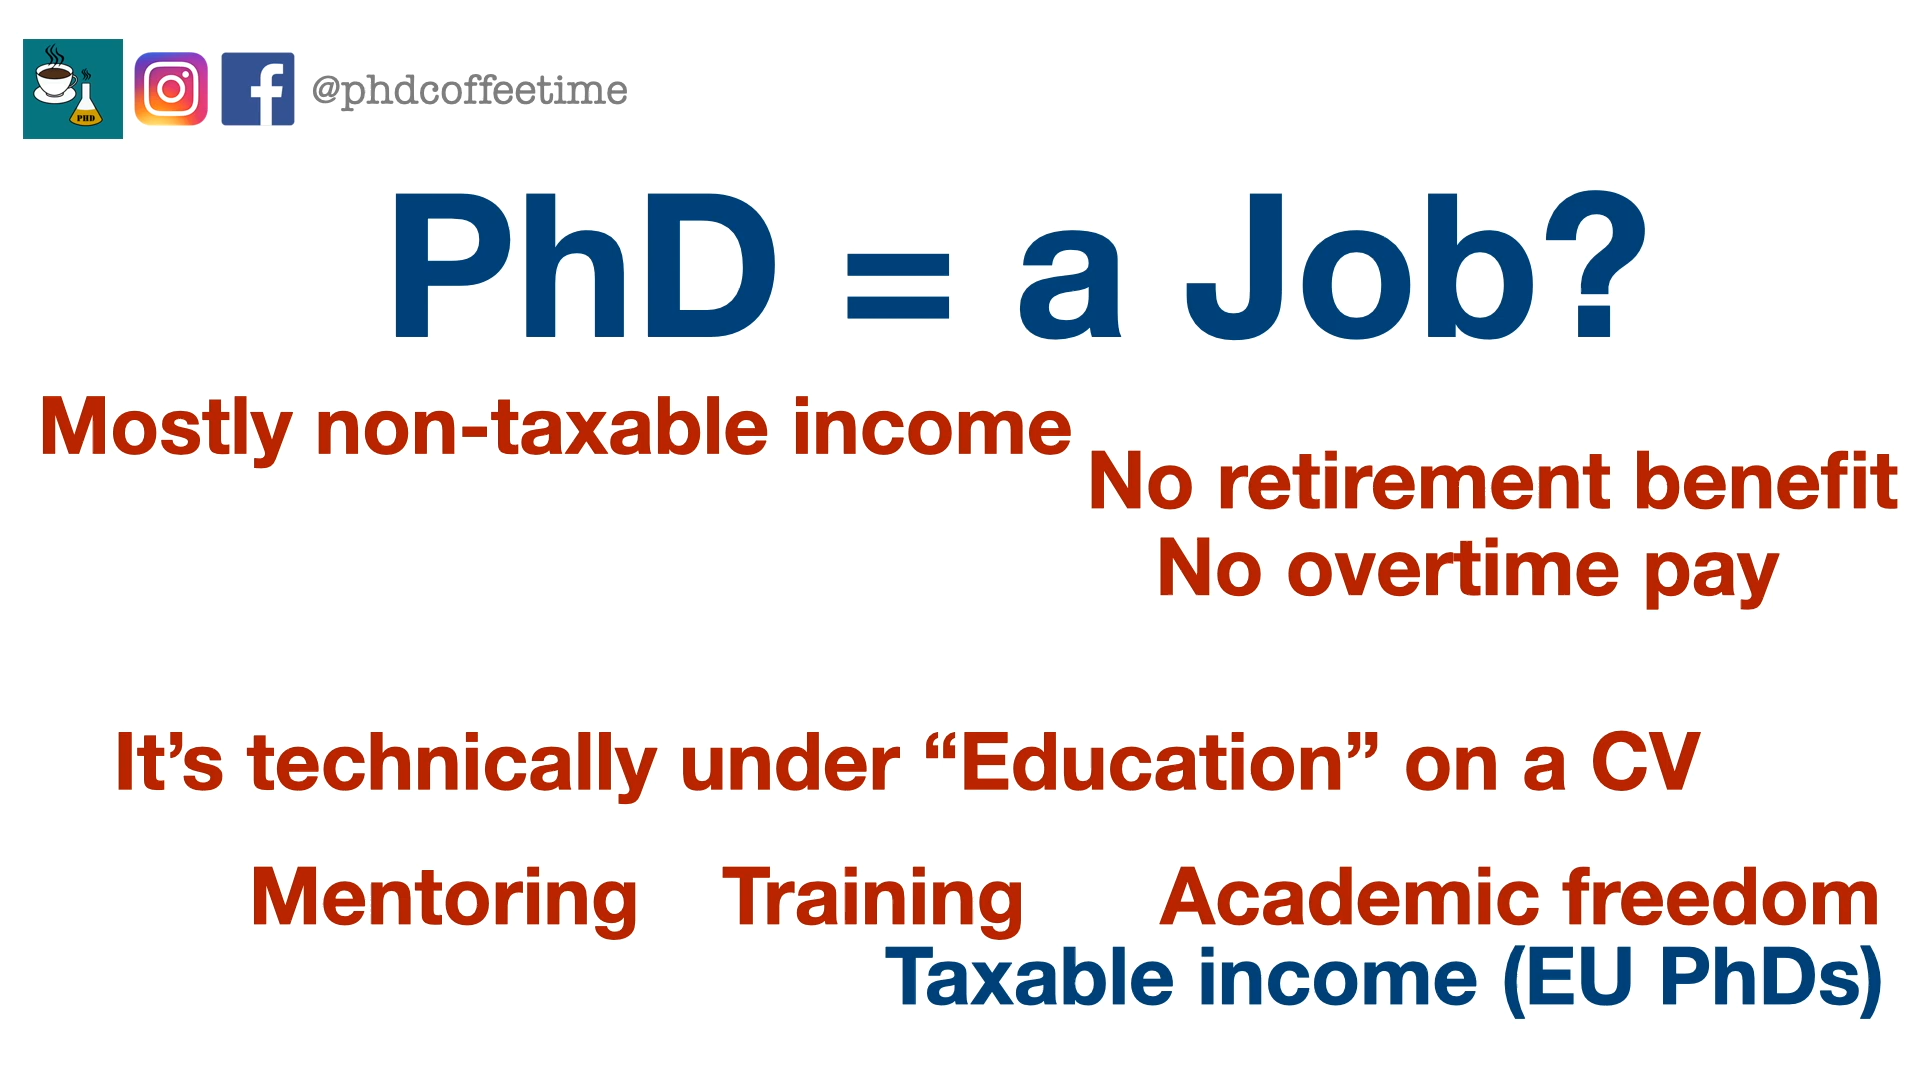 PHD
@phdcoffeetime
PhD = a Job?
Mostly non-taxable income
No retirement benefit
No overtime pay
It’s technically under “Education” on a CV
Mentoring Training Academic freedom
Taxable income (EU PhDs)